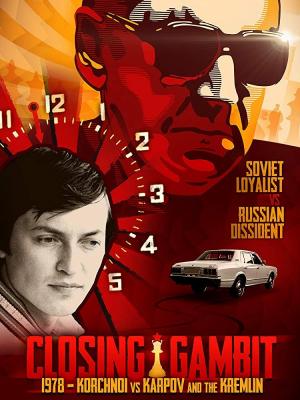 11 12
1
2
3
4
5
SOVIET
LOYALIST
VS
RUSSIAN
DISSIDENT
CLOSING GAMBIT
1978 - KORCHNOI VS KARPOV AND THE KREMLIN